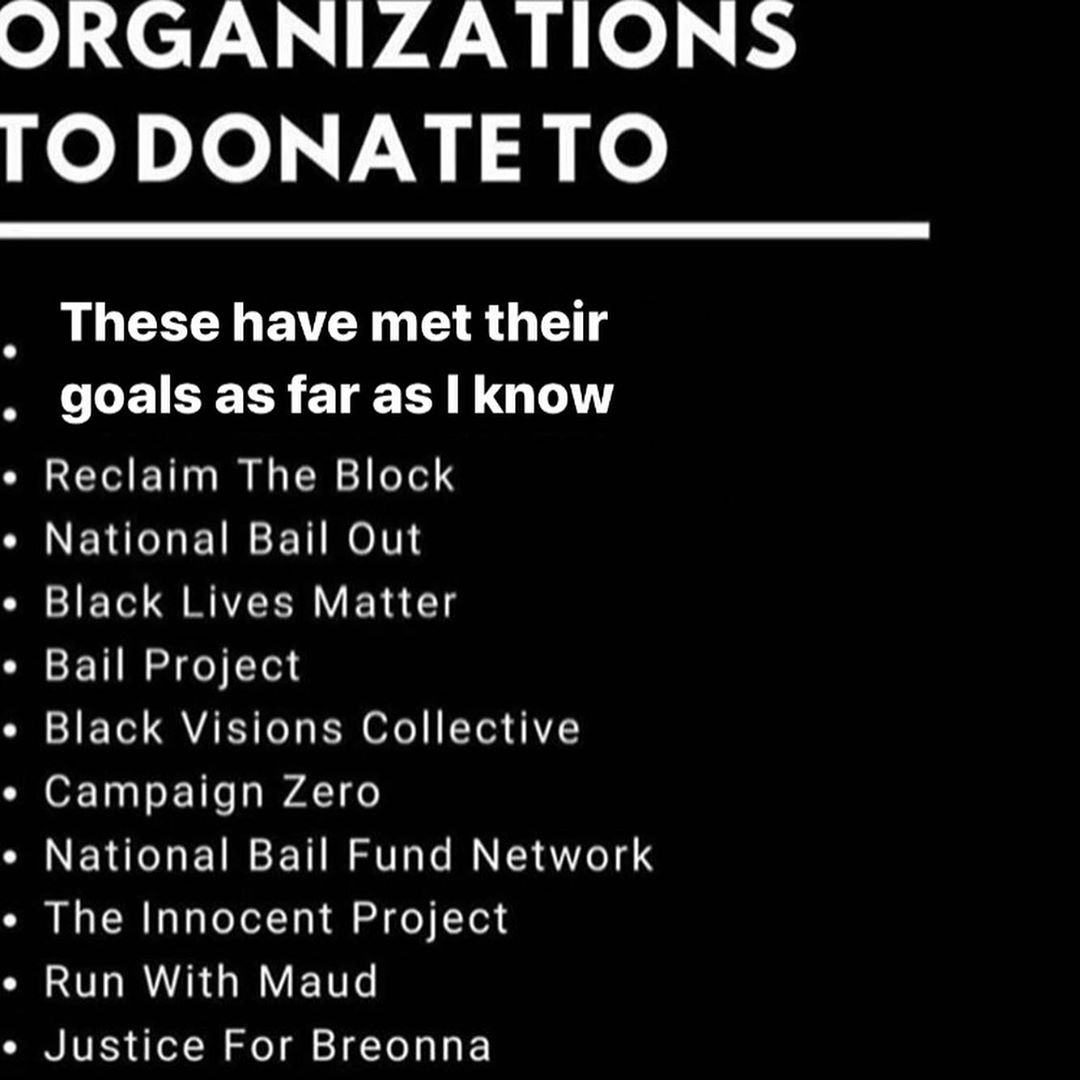 ORGANIZATIONS
TO DONATE TO
These have met their
goals as far as I know
• Reclaim The Block
• National Bail Out
• Black Lives Matter
• Bail Project
• Black Visions Collective
• Campaign Zero
• National Bail Fund Network
• The Innocent Project
• Run With Maud
• Justice For Breonna